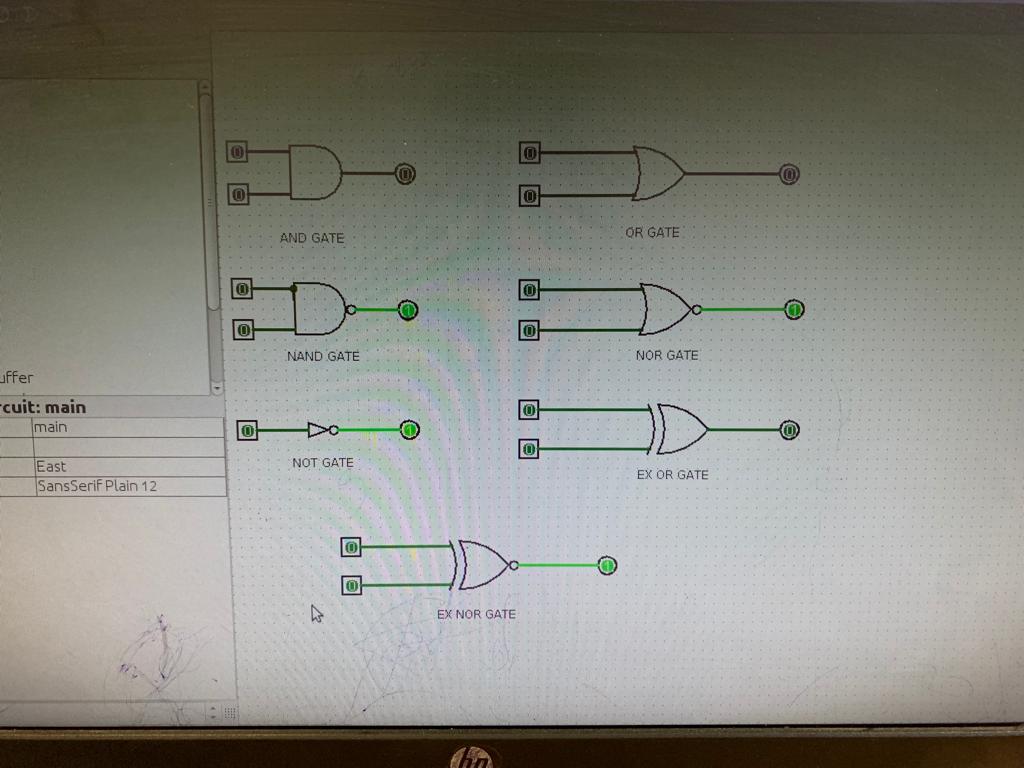 0
0
0
AND GATE
0
0
0
OR GATE
0
0
1
NAND GATE
0
0
1
NOR GATE
uffer
rcuit: main
main
East
SansSerif Plain 12
0
1
NOT GATE
0
0
0
EX OR GATE
0
0
1
EX NOR GATE
hp